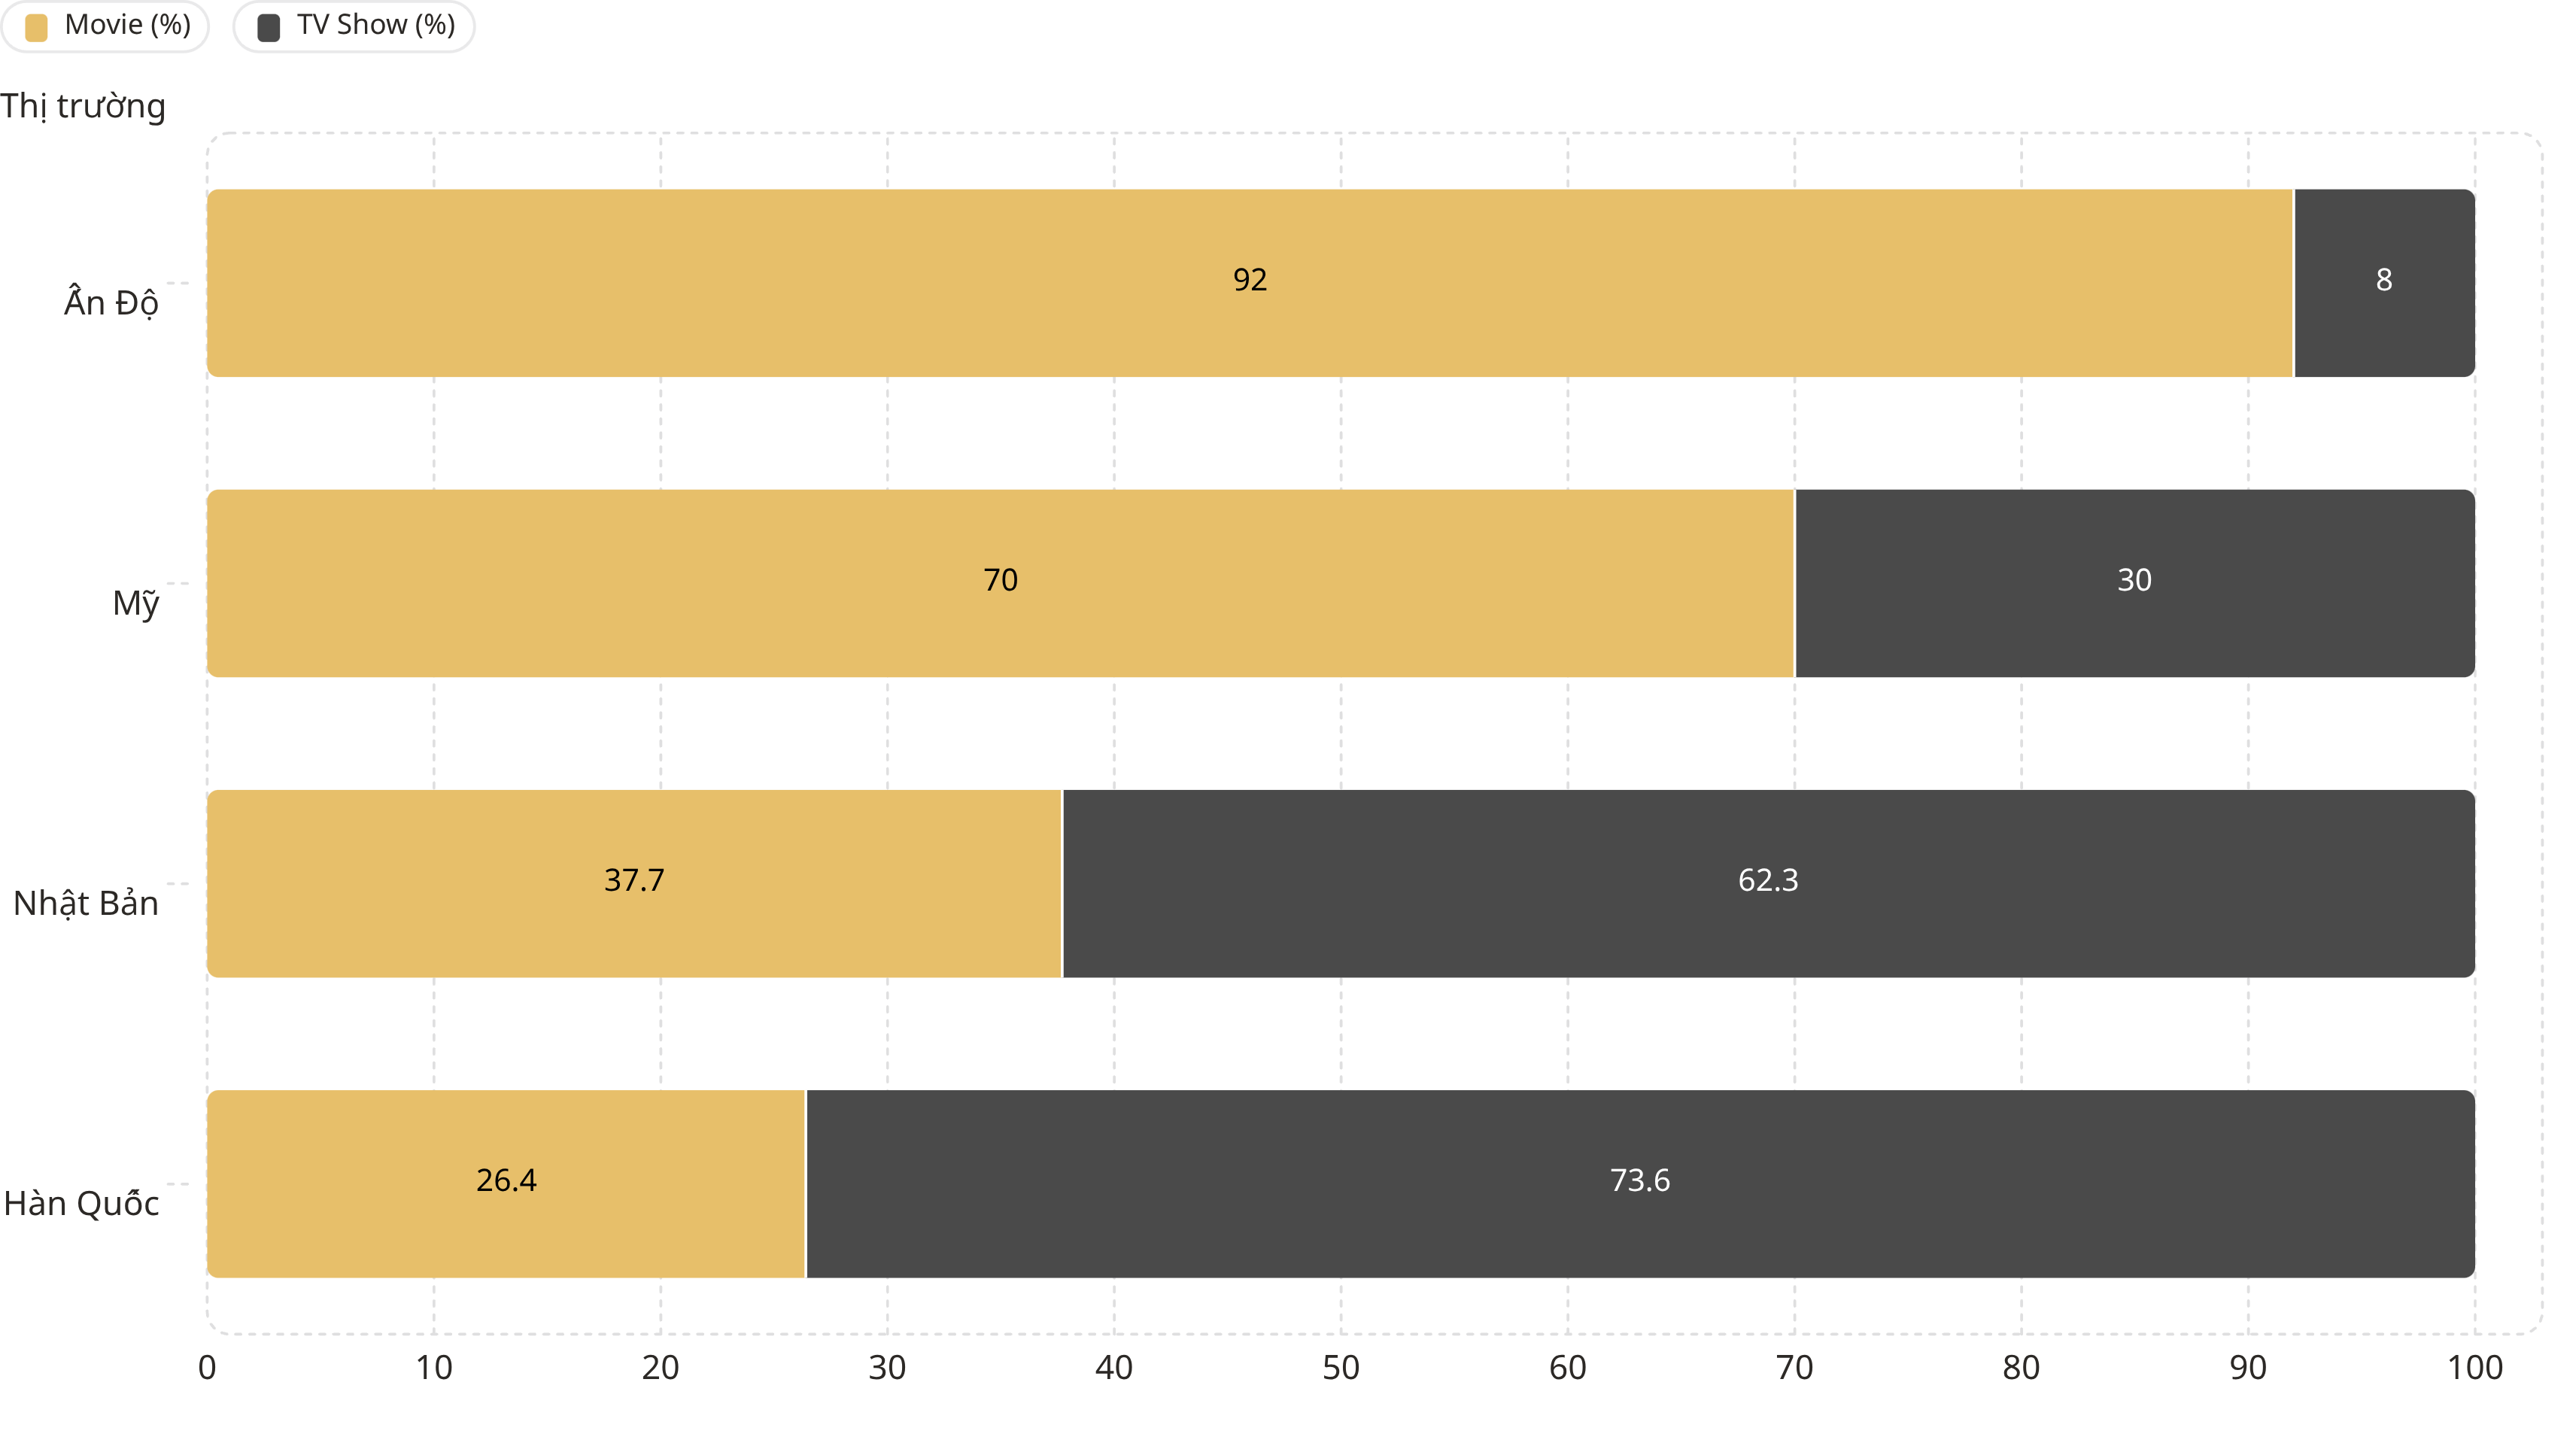 Movie (%) TV Show (%)
Thị trường
Ấn Độ 92 8
Mỹ 70 30
Nhật Bản 37.7 62.3
Hàn Quốc 26.4 73.6
0 10 20 30 40 50 60 70 80 90 100